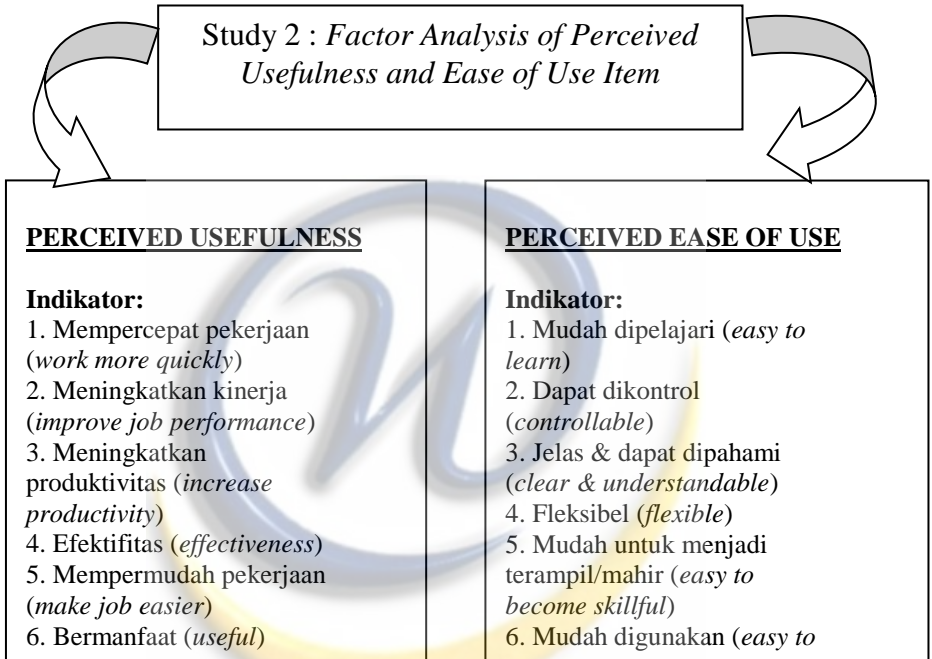 Study 2 : Factor Analysis of Perceived
Usefulness and Ease of Use Item
PERCEIVED USEFULNESS
Indikator:
1. Mempercepat pekerjaan
(work more quickly)
2. Meningkatkan kinerja
(improve job performance)
3. Meningkatkan
produktivitas (increase
productivity)
4. Efektifitas (effectiveness)
5. Mempermudah pekerjaan
(make job easier)
6. Bermanfaat (useful)
PERCEIVED EASE OF USE
Indikator:
1. Mudah dipelajari (easy to
learn)
2. Dapat dikontrol
(controllable)
3. Jelas & dapat dipahami
(clear & understandable)
4. Fleksibel (flexible)
5. Mudah untuk menjadi
terampil/mahir (easy to
become skillful)
6. Mudah digunakan (easy to